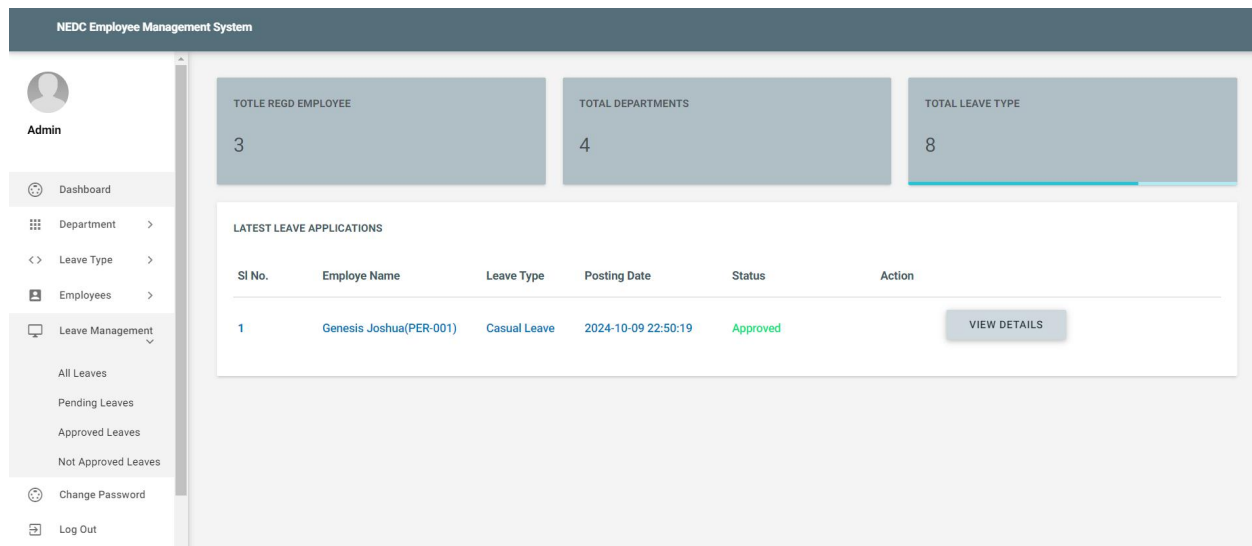 NEDC Employee Management System
Admin
Dashboard
Department
Leave Type
Employees
Leave Management
All Leaves
Pending Leaves
Approved Leaves
Not Approved Leaves
Change Password
Log Out
TOTLE REGD EMPLOYEE
3
TOTAL DEPARTMENTS
4
TOTAL LEAVE TYPE
8
LATEST LEAVE APPLICATIONS
Sl No. Employe Name Leave Type Posting Date Status Action
1 Genesis Joshua(PER-001) Casual Leave 2024-10-09 22:50:19 Approved VIEW DETAILS